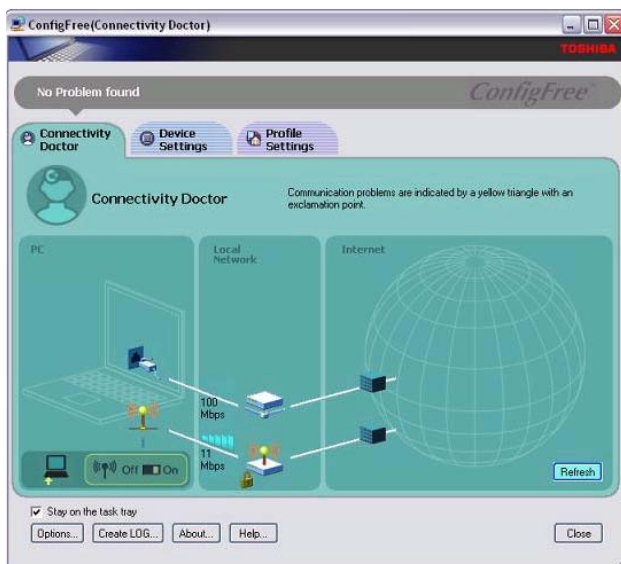 ConfigFree(Connectivity Doctor)
TOSHIBA
No Problem found
ConfigFree™
Connectivity
Doctor
Device
Settings
Profile
Settings
Connectivity Doctor
Communication problems are indicated by a yellow triangle with an
exclamation point.
PC
Local
Network
Internet
100
Mbps
11
Mbps
Off On
Refresh
Stay on the task tray
Options... Create LOG... About... Help... Close